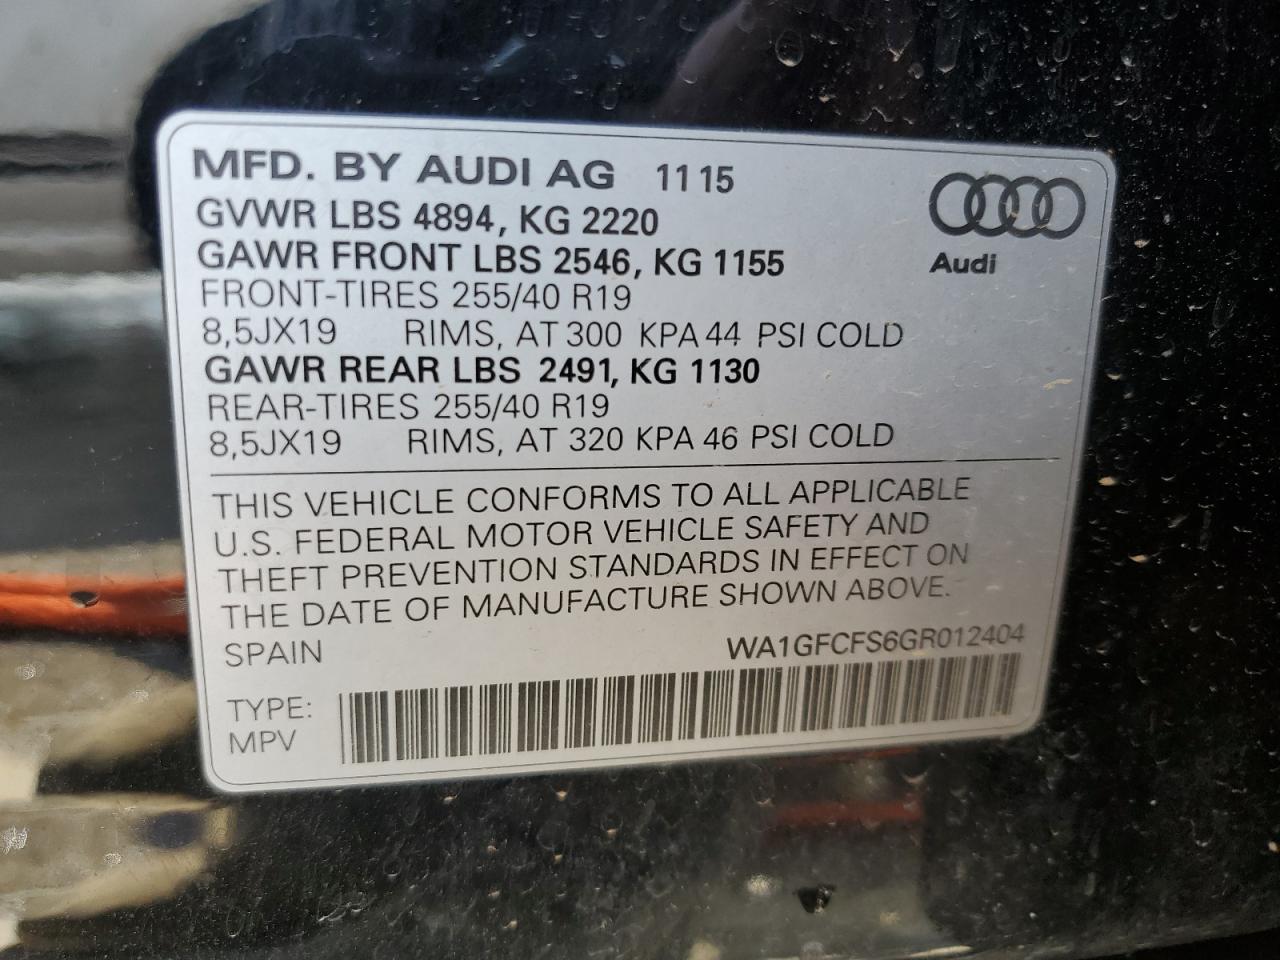 MFD. BY AUDI AG 11 15
GVWR LBS 4894, KG 2220
GAWR FRONT LBS 2546, KG 1155
FRONT-TIRES 255/40 R19
8,5JX19 RIMS, AT 300 KPA 44 PSI COLD
GAWR REAR LBS 2491, KG 1130
REAR-TIRES 255/40 R19
8,5JX19 RIMS, AT 320 KPA 46 PSI COLD
Audi
THIS VEHICLE CONFORMS TO ALL APPLICABLE
U.S. FEDERAL MOTOR VEHICLE SAFETY AND
THEFT PREVENTION STANDARDS IN EFFECT ON
THE DATE OF MANUFACTURE SHOWN ABOVE.
SPAIN WA1GFCFS6GR012404
TYPE:
MPV